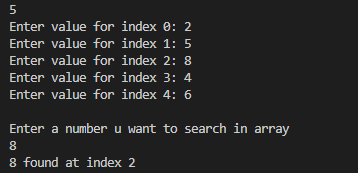 5
Enter value for index 0: 2
Enter value for index 1: 5
Enter value for index 2: 8
Enter value for index 3: 4
Enter value for index 4: 6
Enter a number u want to search in array
8
8 found at index 2